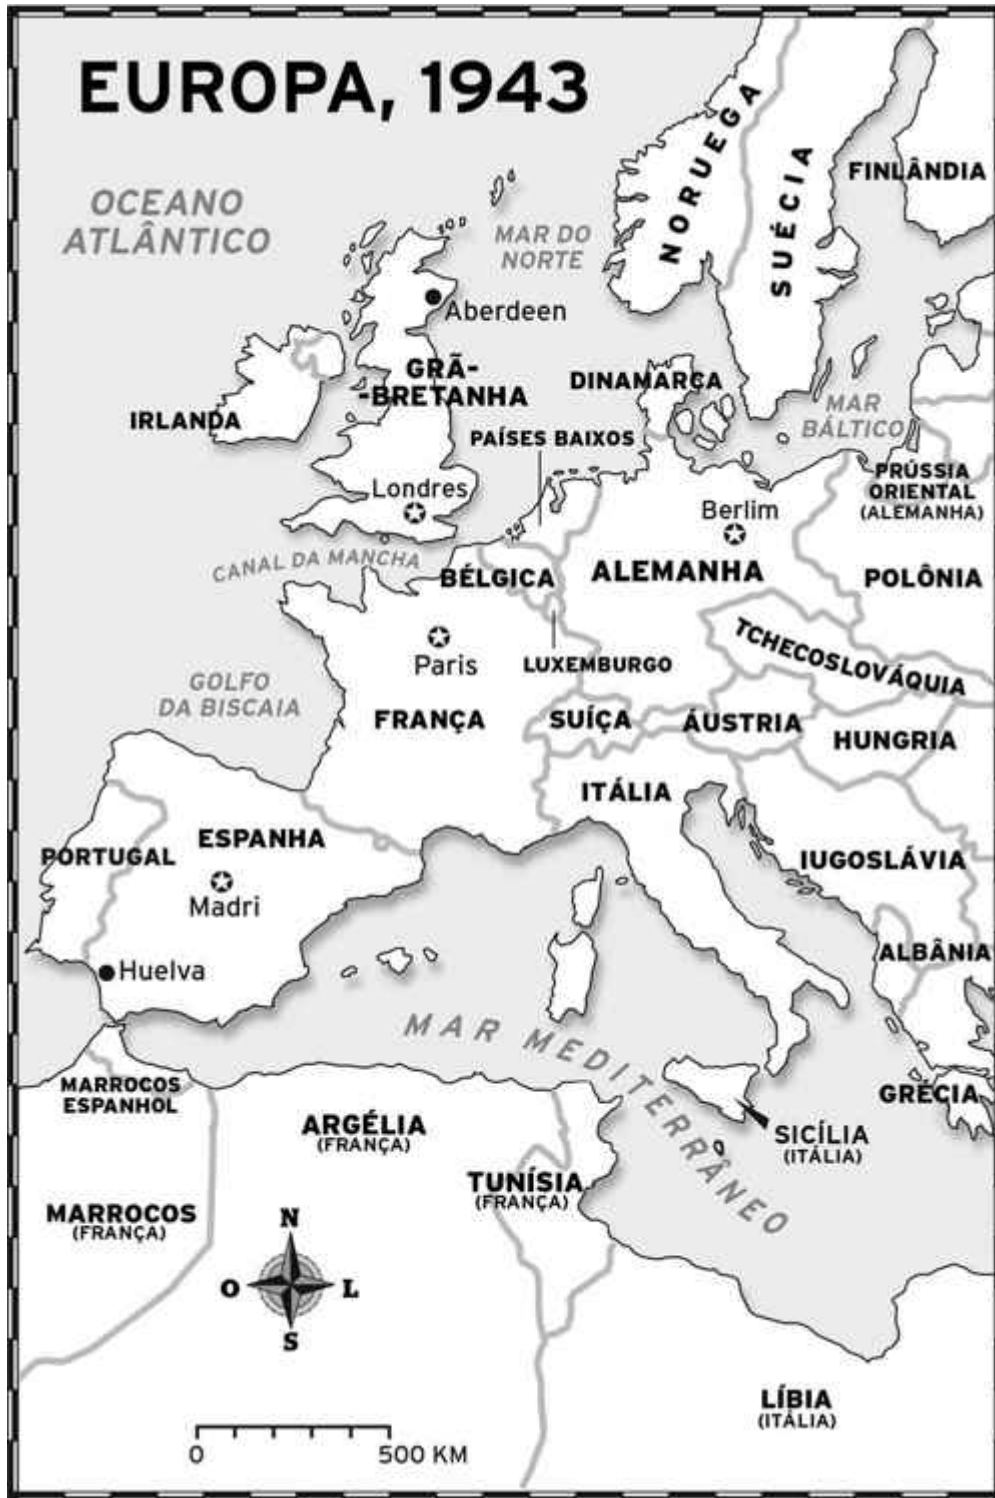 EUROPA, 1943
NORUEGA
SUÉCIA
FINLÂNDIA
OCEANO
ATLÂNTICO
MAR DO
NORTE
Aberdeen
GRÃ-
-BRETANHA
DINAMARCA
IRLANDA
MAR
BÁLTICO
PAÍSES BAIXOS
PRÚSSIA
ORIENTAL
(ALEMANHA)
Londres
Berlim
CANAL DA MANCHA
BÉLGICA
ALEMANHA
POLÔNIA
TCHECOSLOVÁQUIA
Paris
LUXEMBURGO
GOLFO
DA BISCAIA
FRANÇA
SUÍÇA
ÁUSTRIA
HUNGRIA
ITÁLIA
ESPANHA
PORTUGAL
IUGOSLÁVIA
Madri
ALBÂNIA
Huelva
MAR MEDITERRÂNEO
MARROCOS
ESPANHOL
GRÉCIA
ARGÉLIA
(FRANÇA)
SICÍLIA
(ITÁLIA)
TUNÍSIA
(FRANÇA)
MARROCOS
(FRANÇA)
N
O L
S
LÍBIA
(ITÁLIA)
0 500 KM